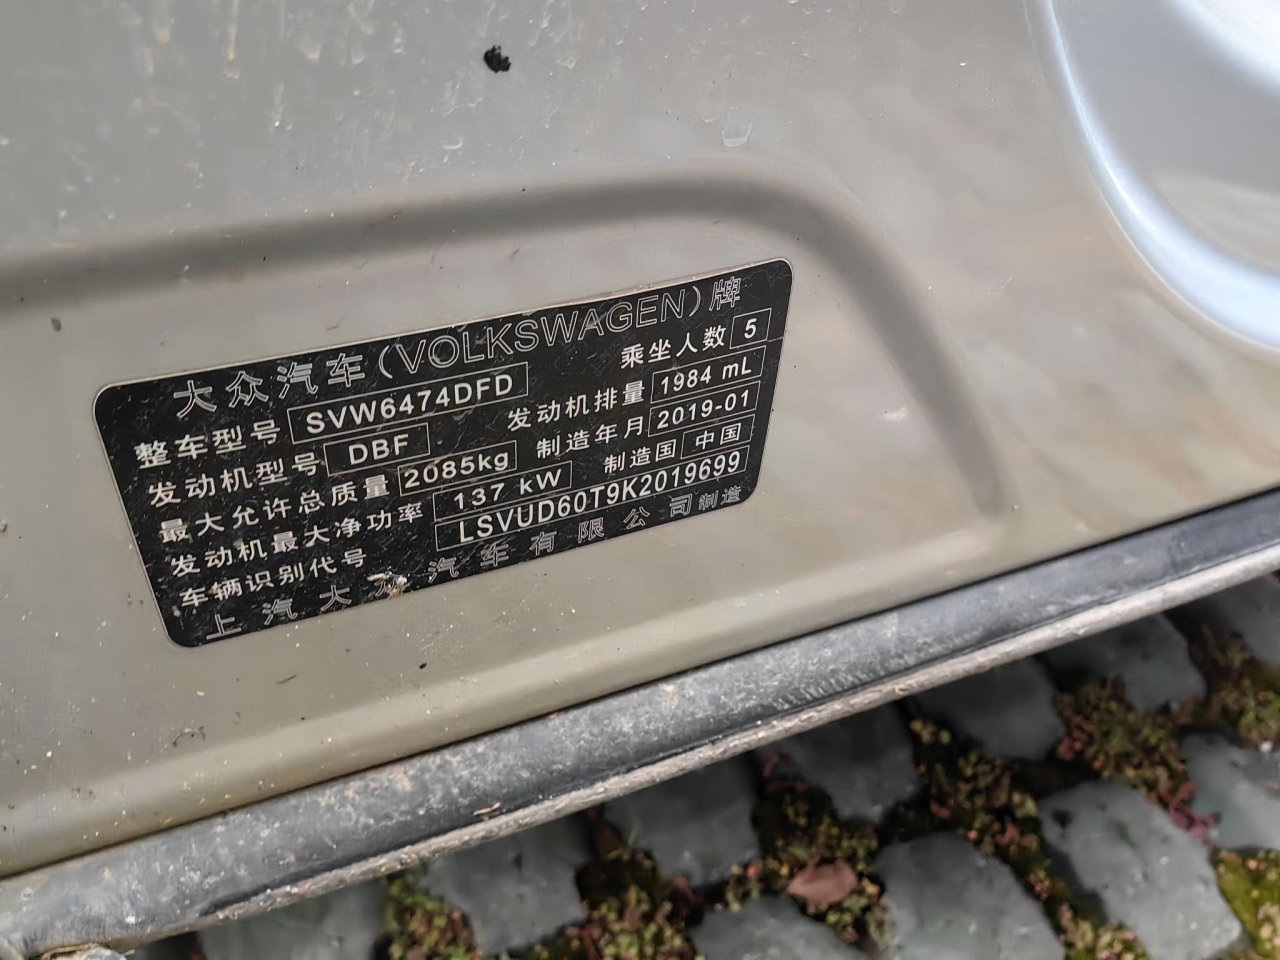 大众汽车(VOLKSWAGEN)牌
整车型号 SVW6474DFD 乘坐人数 5
发动机型号 DBF 发动机排量 1984 mL
最大允许总质量 2085kg 制造年月 2019-01
发动机最大净功率 137 kW 制造国 中国
车辆识别代号 LSVUD60T9K2019699
上汽大众汽车有限公司制造